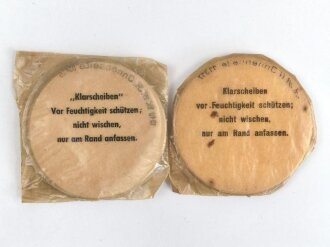 „Klarscheiben"
Vor Feuchtigkeit schützen;
nicht wischen,
nur am Rand anfassen.
Klarscheiben
vor Feuchtigkeit schützen;
nicht wischen,
nur am Rand anfassen.